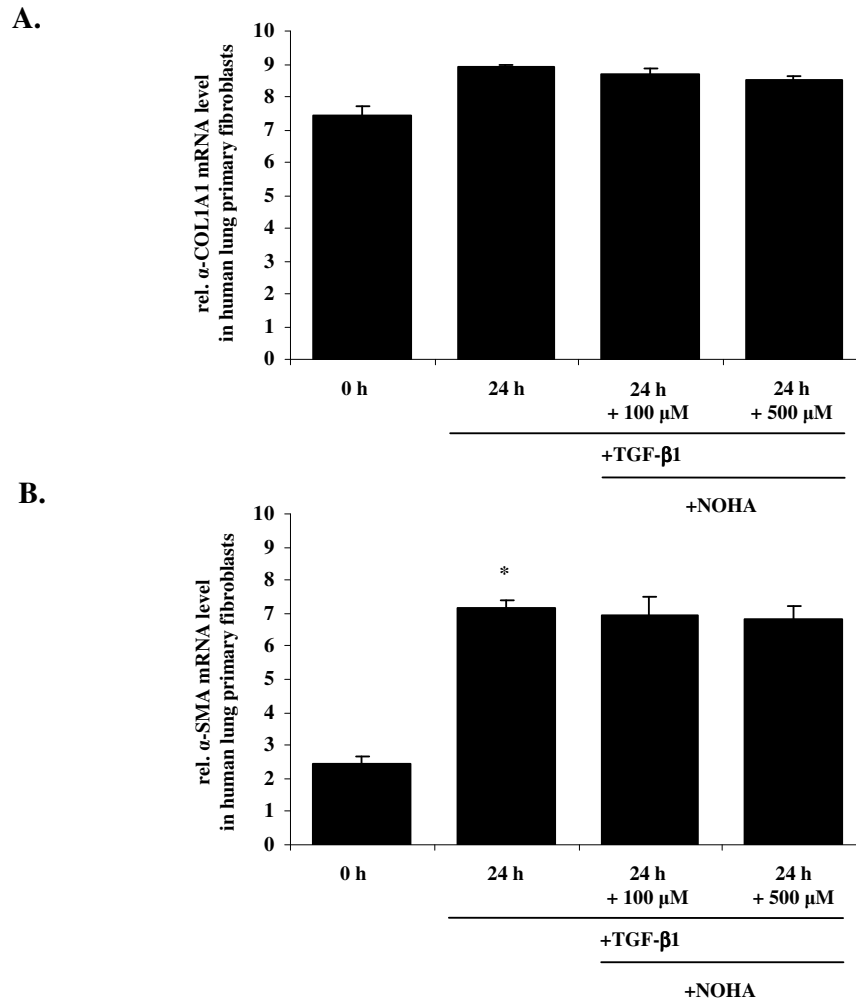 A.
rel. α-COL1A1 mRNA level
in human lung primary fibroblasts
10
9
8
7
6
5
4
3
2
1
0
0 h 24 h 24 h 24 h
+ 100 µM + 500 µM
+TGF-β1
+NOHA
B.
rel. α-SMA mRNA level
in human lung primary fibroblasts
10
9
8
7
6
5
4
3
2
1
0
*
0 h 24 h 24 h 24 h
+ 100 µM + 500 µM
+TGF-β1
+NOHA